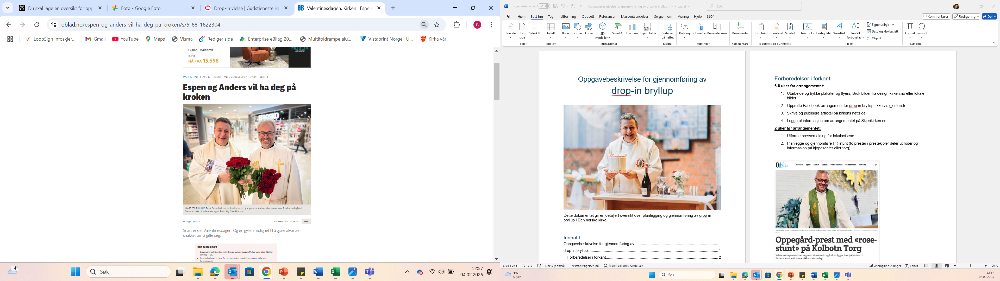 Du skal lage en oversikt for opp
Foto - Google Foto
Drop-in vielse | Gudstjenestelist
Valentinesdagen, Kirken | Espen
oblad.no/espen-og-anders-vil-ha-deg-pa-kroken/s/5-68-1622304
G
LoopSign Infoskjer...
Gmail
YouTube
Maps
Visma
Rediger side
Enterprise eBilag 20...
Multifoldrampe alu...
Vistaprint Norge –U...
Kirka vår
Bjøra Hvilestol
16.995
NÅ FRA 13.596
MØBLIA
VALENTINESDAGEN KIRKEN ESPEN ANDREAS HASLE NYHET BRYLLUP
Espen og Anders vil ha deg på
kroken
KLARE FOR BRYLLUP: Prost Espen Andreas Hasle (til venstre) og sogneprest Anders Johansen er klare for drop-in-bryllup i
Greverud kirke på Valentinesdagen. Foto: Stig Erlend Persson
Av Stig E. Persson
Publisert: 29.01.25 16:51
Del
Snart er det Valentinesdagen. Og en gyllen mulighet til å gjøre alvor av
snakket om å gifte seg.
Kort oppsummert
• Greverud kirke tilbyr drop-in-bryllup på Valentinsdagen, 14. februar, mellom klokken
12.00 og 14.00.
• Drop-in-bryllupet er ment for par som ønsker en enkel og spontan vielse uten
forhåndsavtale.
4°
Søk
12:57
04.02.2025
Lagre automatisk
Oppgavebeskrivelse for gjennomføring av drop-in bryllup
• Lagret
Søk
Fil Hjem Sett inn Tegn Utforming Oppsett Referanser Masseutsendelser Se gjennom Visning Hjelp 360°
Kommentarer
Redigering
Del
Forside
Tom side
Sideskift
Tabell
Bilder
Figurer
Ikoner
3D-modeller
SmartArt
Diagram
Skjermbilde
Videoer på nettet
Kobling
Bokmerke
Kryssreferanse
Kommentar
Topptekst
Bunntekst
Sidetall
Tekstboks
Hurtigdeler
WordArt
Innfelt forbokstav
Signaturlinje
Dato og klokkeslett
Objekt
Formel
Symbol
Sider
Tabeller
Illustrasjoner
Medier
Koblinger
Kommentarer
Topptekst og bunntekst
Tekst
Symboler
Oppgavebeskrivelse for gjennomføring av
drop-in bryllup
Dette dokumentet gir en detaljert oversikt over planlegging og gjennomføring av drop-in
bryllup i Den norske kirke.
Innhold
Oppgavebeskrivelse for gjennomføring av ........ 1
drop-in bryllup ........ 1
Forberedelser i forkant ........ 2
Forberedelser i forkant
6-8 uker før arrangementet:
1. Utarbeide og trykke plakater og flyers. Bruk bilder fra design.kirken.no eller lokale
bilder
2. Opprette Facebook-arrangement for drop-in bryllup. Ikke vis gjesteliste
3. Skrive og publisere artikkel på kirkens nettside
4. Legge ut informasjon om arrangementet på Skjerikirken.no
2 uker før arrangementet:
1. Utforme pressemelding for lokalavisene
2. Planlegge og gjennomføre PR-stunt (to prester i prestekjoler deler ut roser og
informasjon på kjøpesenter eller torg)
ØAvis
Nyheter Sport Kultur Debatt Dødsannonser Bli abonnent Min Side
Oppegård-prest med «rose-
stunt» på Kolbotn Torg
Valentinsdagen nærmer seg med stormskritt og kirken ligger ikke på latsiden i
forberedelsene til romantikkens store dag!
Side 1 av 6
791 ord
Norsk (bokmål)
Tekstforutsigelser: på
Tilgjengelighet: Undersøk
Visningsinnstillinger
Fokus
100 %
4°C
Skyet
Søk
12:57
04.02.2025